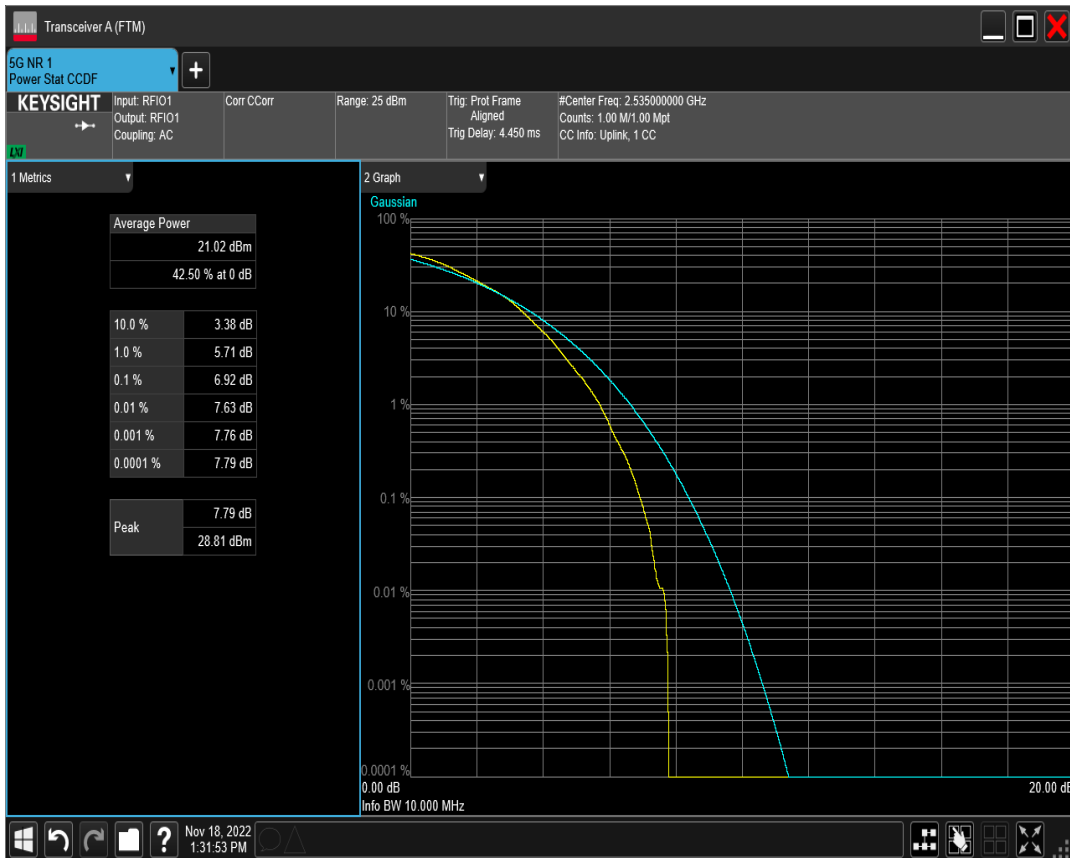 Transceiver A (FTM)
5G NR 1
Power Stat CCDF
+
KEYSIGHT
LXI
Input: RFIO1
Output: RFIO1
Coupling: AC
Corr CCorr
Range: 25 dBm
Trig: Prot Frame
Aligned
Trig Delay: 4.450 ms
#Center Freq: 2.535000000 GHz
Counts: 1.00 M/1.00 Mpt
CC Info: Uplink, 1 CC
1 Metrics
Average Power
21.02 dBm
42.50 % at 0 dB
10.0 % 3.38 dB
1.0 % 5.71 dB
0.1 % 6.92 dB
0.01 % 7.63 dB
0.001 % 7.76 dB
0.0001 % 7.79 dB
Peak
7.79 dB
28.81 dBm
2 Graph
Gaussian
100 %
10 %
1 %
0.1 %
0.01 %
0.001 %
0.0001 %
0.00 dB 20.00 dB
Info BW 10.000 MHz
?
Nov 18, 2022
1:31:53 PM